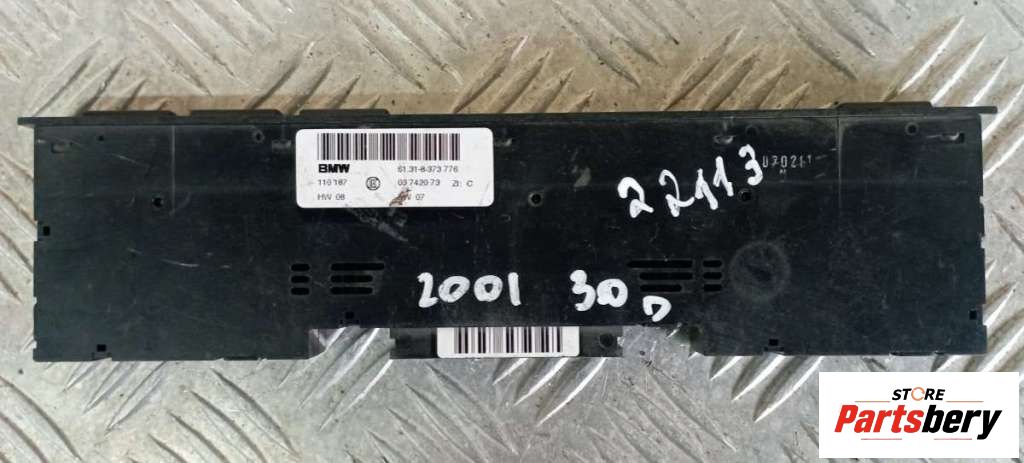 BMW 61.31-8-373 776
110 187 E 03 7420 73 ZI: C
HW 08 SW 07
22113
2001 30 D
STORE
Partsbery